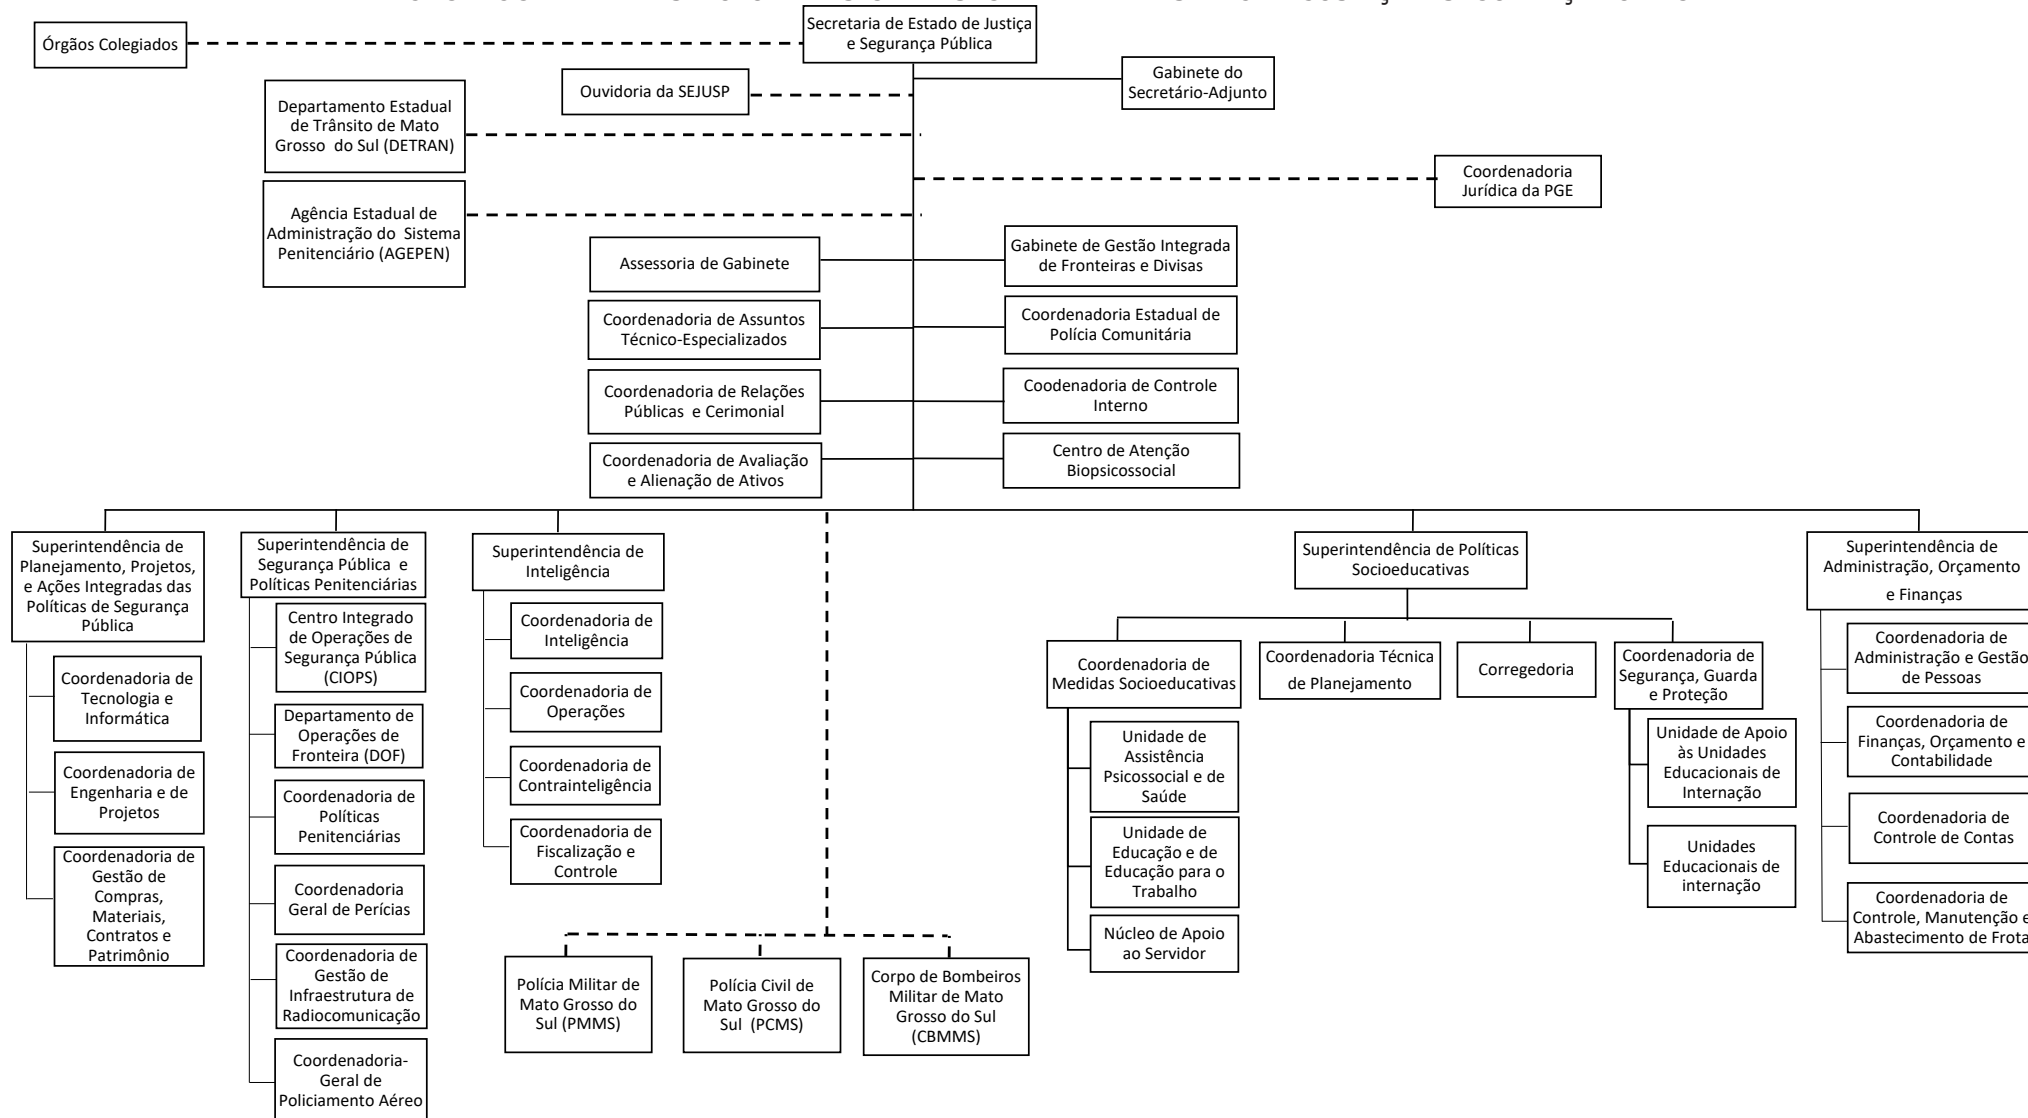 Secretaria de Estado de Justiça
e Segurança Pública
Órgãos Colegiados
Gabinete do
Secretário-Adjunto
Ouvidoria da SEJUSP
Departamento Estadual
de Trânsito de Mato
Grosso do Sul (DETRAN)
Coordenadoria
Jurídica da PGE
Agência Estadual de
Administração do Sistema
Penitenciário (AGEPEN)
Assessoria de Gabinete
Gabinete de Gestão Integrada
de Fronteiras e Divisas
Coordenadoria de Assuntos
Técnico-Especializados
Coordenadoria Estadual de
Polícia Comunitária
Coordenadoria de Relações
Públicas e Cerimonial
Coodenadoria de Controle
Interno
Coordenadoria de Avaliação
e Alienação de Ativos
Centro de Atenção
Biopsicossocial
Superintendência de
Planejamento, Projetos,
e Ações Integradas das
Políticas de Segurança
Pública
Coordenadoria de
Tecnologia e
Informática
Coordenadoria de
Engenharia e de
Projetos
Coordenadoria de
Gestão de
Compras,
Materiais,
Contratos e
Patrimônio
Superintendência de
Segurança Pública e
Políticas Penitenciárias
Centro Integrado
de Operações de
Segurança Pública
(CIOPS)
Departamento de
Operações de
Fronteira (DOF)
Coordenadoria de
Políticas
Penitenciárias
Coordenadoria
Geral de Perícias
Coordenadoria de
Gestão de
Infraestrutura de
Radiocomunicação
Coordenadoria-
Geral de
Policiamento Aéreo
Superintendência de
Inteligência
Coordenadoria de
Inteligência
Coordenadoria de
Operações
Coordenadoria de
Contrainteligência
Coordenadoria de
Fiscalização e
Controle
Polícia Militar de
Mato Grosso do
Sul (PMMS)
Polícia Civil de
Mato Grosso do
Sul (PCMS)
Corpo de Bombeiros
Militar de Mato
Grosso do Sul
(CBMMS)
Superintendência de Políticas
Socioeducativas
Coordenadoria de
Medidas Socioeducativas
Unidade de
Assistência
Psicossocial e de
Saúde
Unidade de
Educação e de
Educação para o
Trabalho
Núcleo de Apoio
ao Servidor
Coordenadoria Técnica
de Planejamento
Corregedoria
Coordenadoria de
Segurança, Guarda
e Proteção
Unidade de Apoio
às Unidades
Educacionais de
Internação
Unidades
Educacionais de
internação
Superintendência de
Administração, Orçamento
e Finanças
Coordenadoria de
Administração e Gestão
de Pessoas
Coordenadoria de
Finanças, Orçamento e
Contabilidade
Coordenadoria de
Controle de Contas
Coordenadoria de
Controle, Manutenção e
Abastecimento de Frota